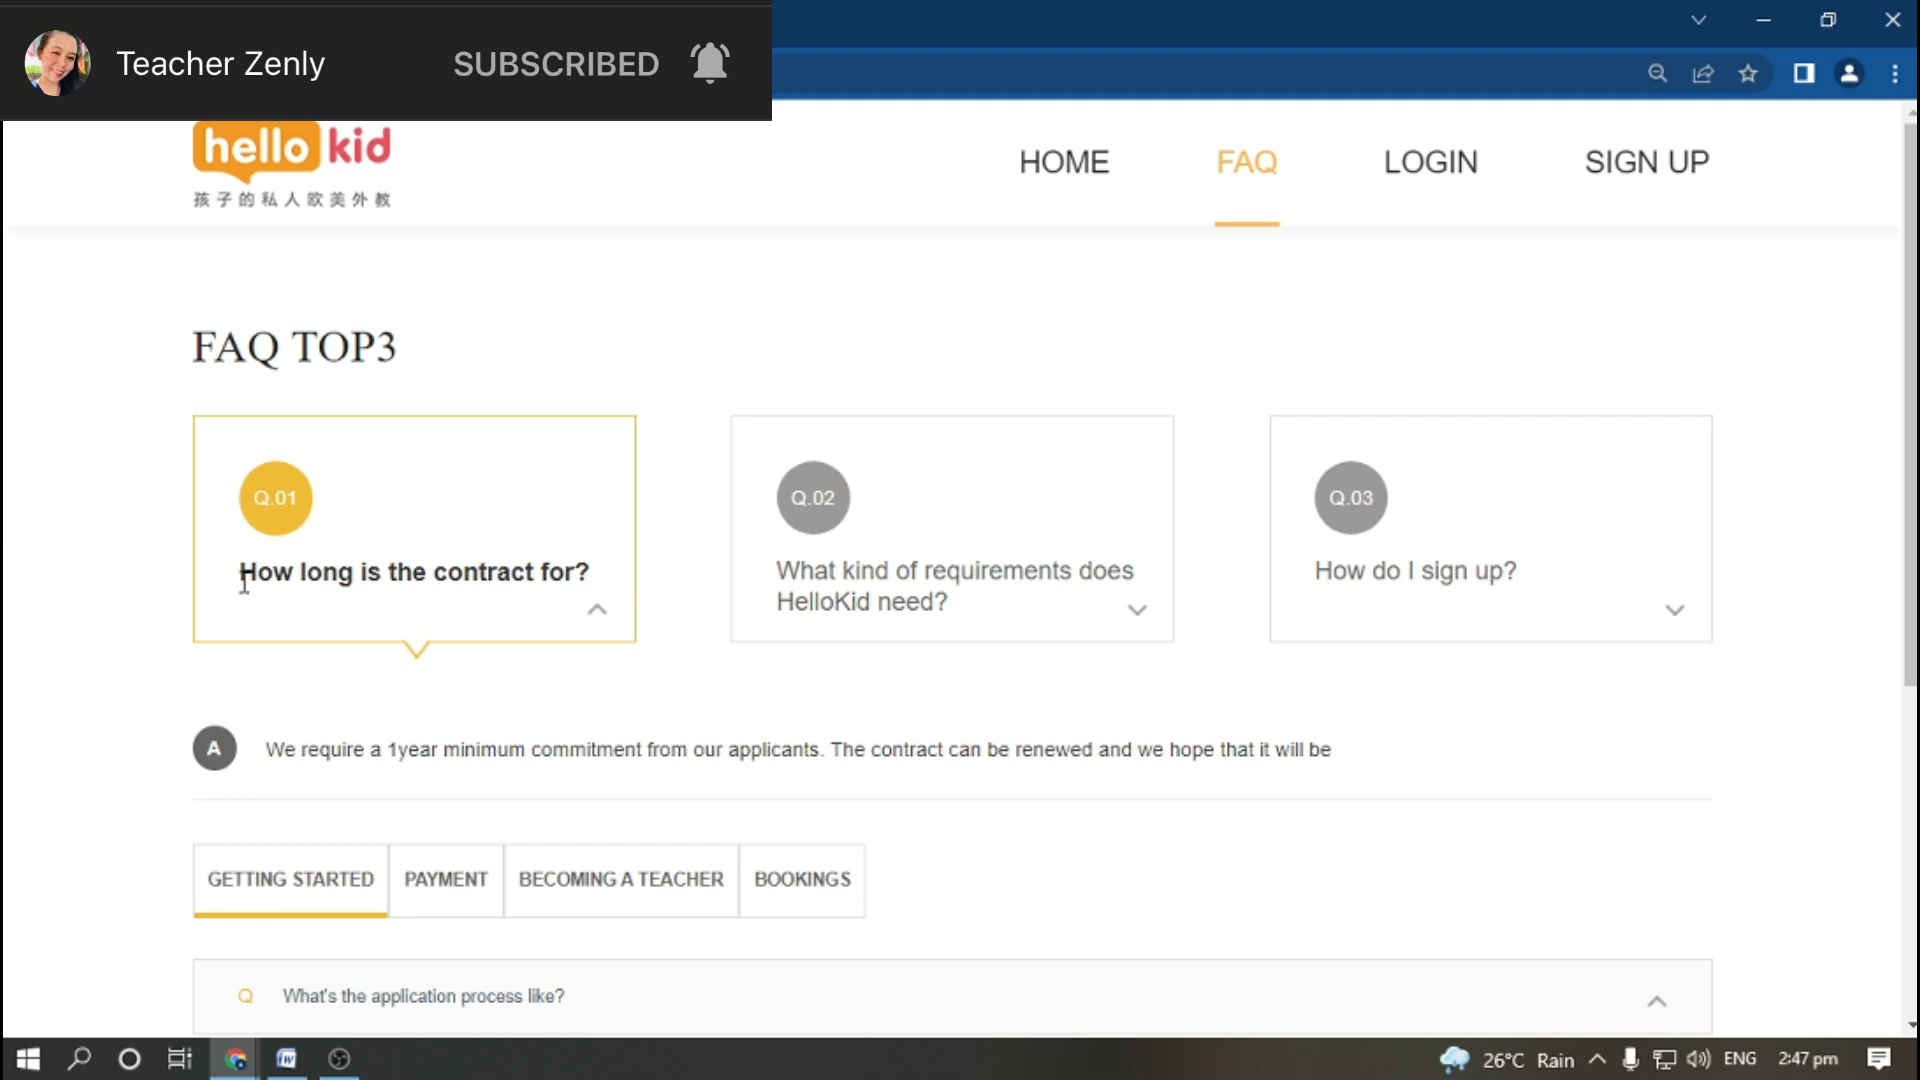 Teacher Zenly
SUBSCRIBED
hello kid
孩子的私人欧美外教
HOME
FAQ
LOGIN
SIGN UP
FAQ TOP3
Q.01
How long is the contract for?
Q.02
What kind of requirements does
HelloKid need?
Q.03
How do I sign up?
A
We require a 1year minimum commitment from our applicants. The contract can be renewed and we hope that it will be
GETTING STARTED
PAYMENT
BECOMING A TEACHER
BOOKINGS
Q
What's the application process like?
26°C Rain
ENG
2:47 pm